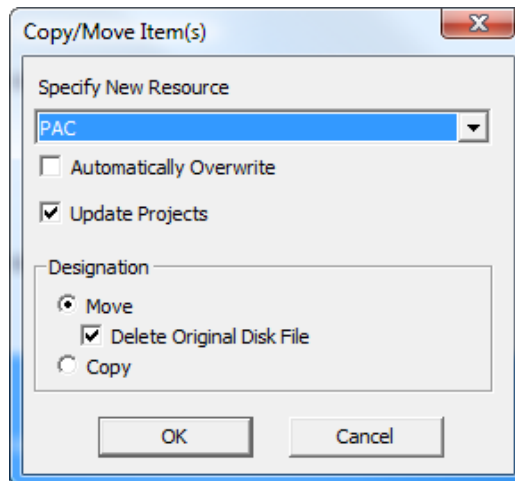 Copy/Move Item(s)
Specify New Resource
PAC
Automatically Overwrite
Update Projects
Designation
Move
Delete Original Disk File
Copy
OK Cancel